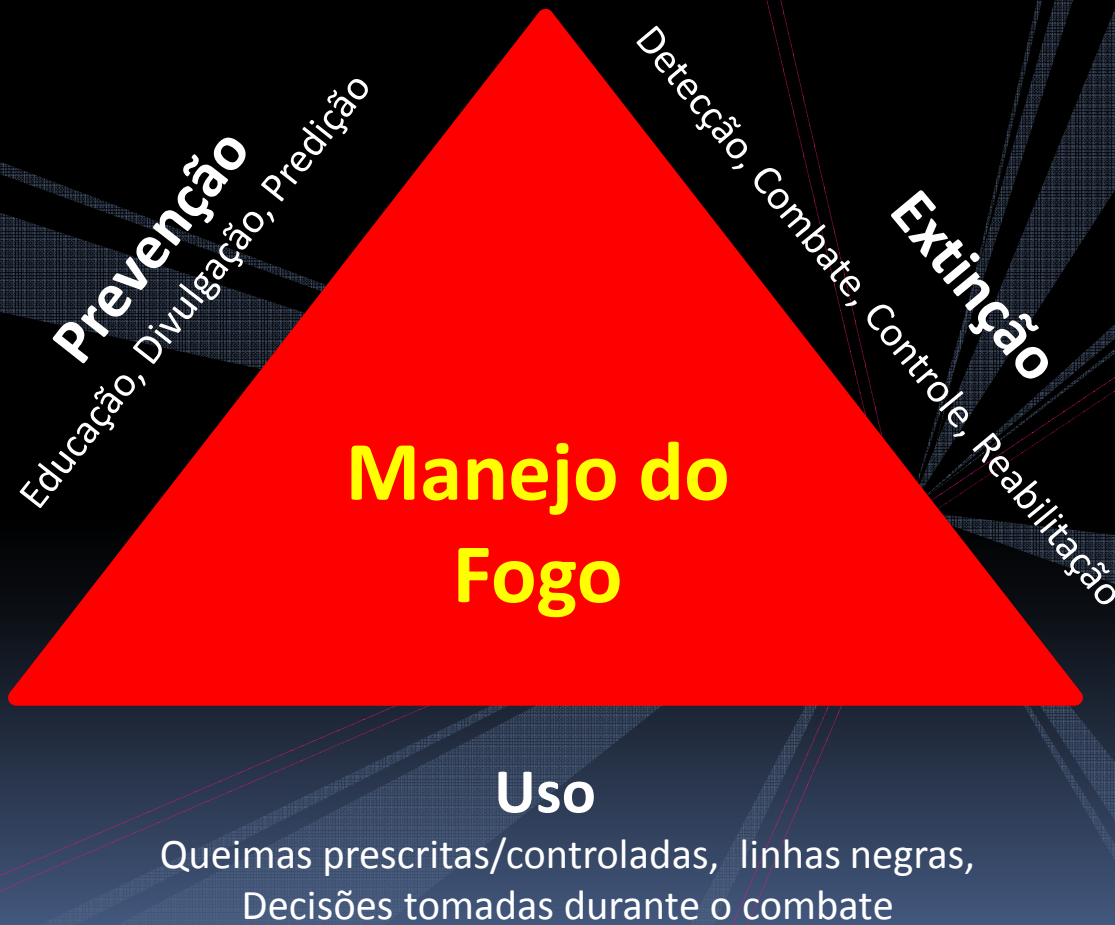 Prevenção
Educação, Divulgação, Predição
Extinção
Detecção, Combate, Controle, Reabilitação
Manejo do
Fogo
Uso
Queimas prescritas/controladas, linhas negras,
Decisões tomadas durante o combate